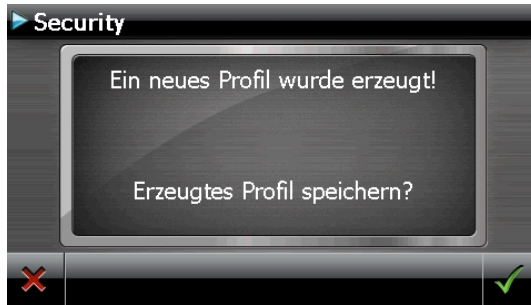 Security
Ein neues Profil wurde erzeugt!
Erzeugtes Profil speichern?